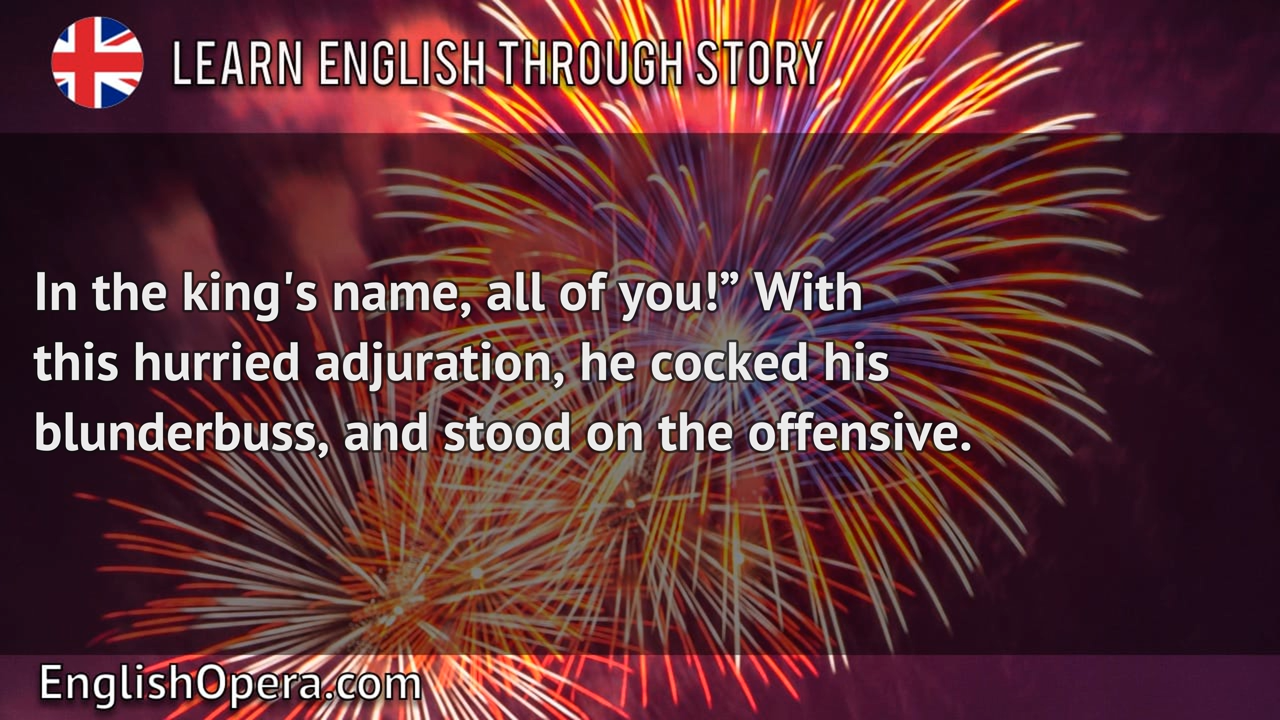 LEARN ENGLISH THROUGH STORY
In the king's name, all of you!” With
this hurried adjuration, he cocked his
blunderbuss, and stood on the offensive.
EnglishOpera.com